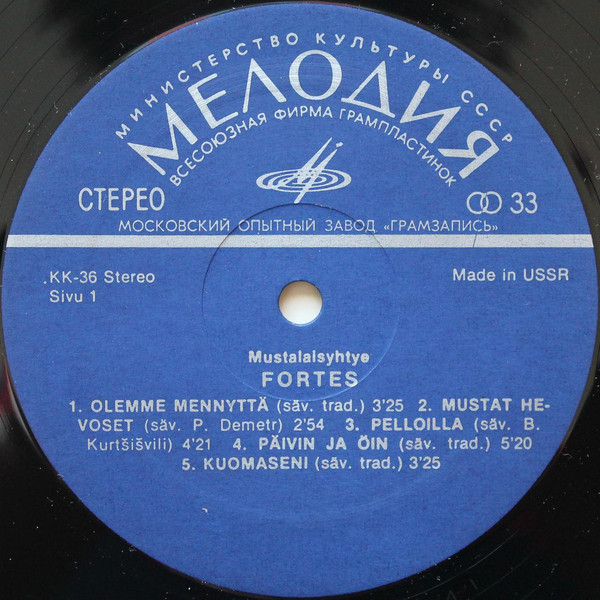 МИНИСТЕРСТВО КУЛЬТУРЫ СССР
МЕЛОДИЯ
ВСЕСОЮЗНАЯ ФИРМА ГРАМПЛАСТИНОК
СТЕРЕО
33
МОСКОВСКИЙ ОПЫТНЫЙ ЗАВОД «ГРАМЗАПИСЬ»
KK-36 Stereo
Made in USSR
Sivu 1
Mustalaisyhtye
FORTES
1. OLEMME MENNYTTÄ (säv. trad.) 3'25 2. MUSTAT HE-
VOSET (säv. P. Demetr) 2'54 3. PELLOILLA (säv. B.
Kurtšišvili) 4'21 4. PÄIVIN JA ÖIN (säv. trad.) 5'20
5. KUOMASENI (säv. trad.) 3'25